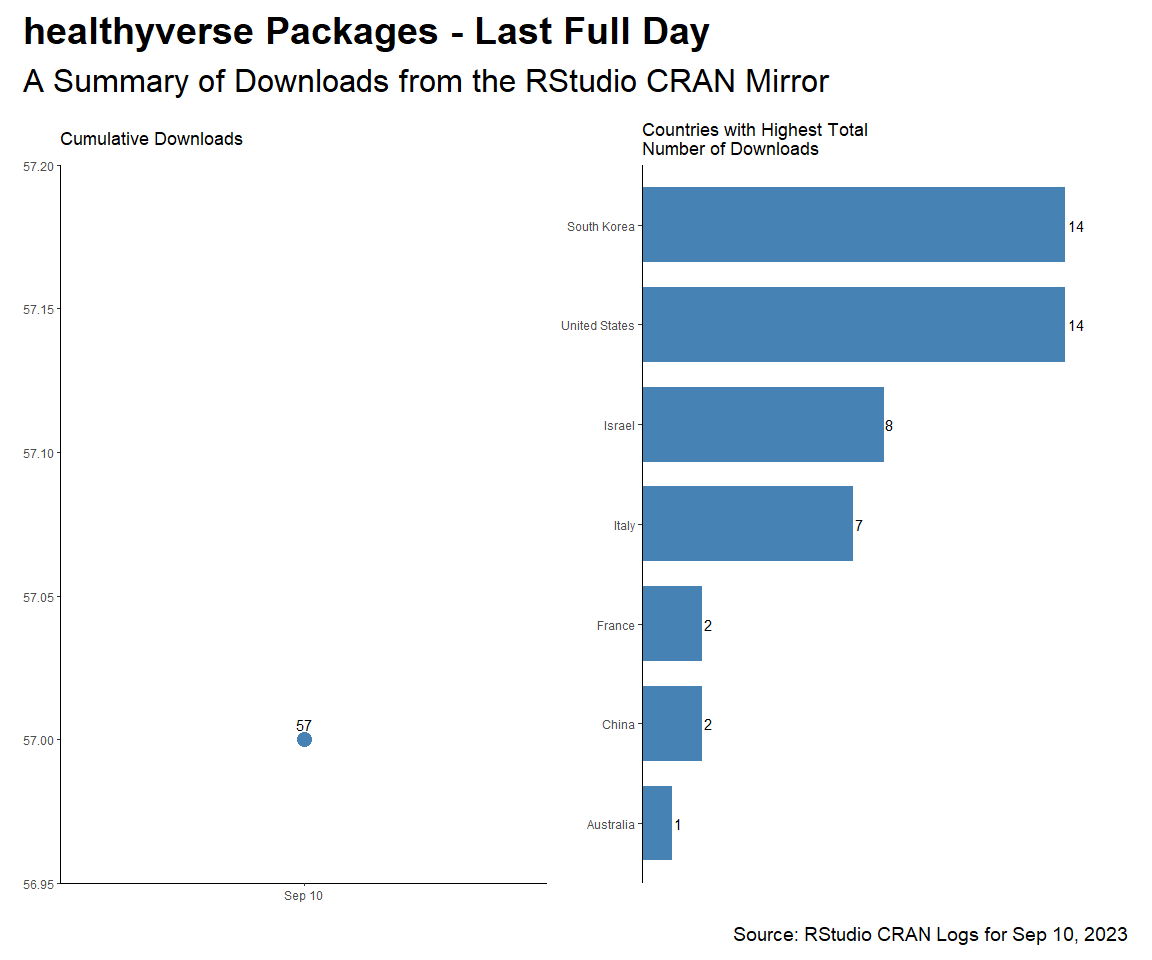 healthyverse Packages - Last Full Day
A Summary of Downloads from the RStudio CRAN Mirror
Cumulative Downloads
57.20
57.15
57.10
57.05
57.00
56.95
57
Sep 10
Countries with Highest Total
Number of Downloads
South Korea 14
United States 14
Israel 8
Italy 7
France 2
China 2
Australia 1
Source: RStudio CRAN Logs for Sep 10, 2023